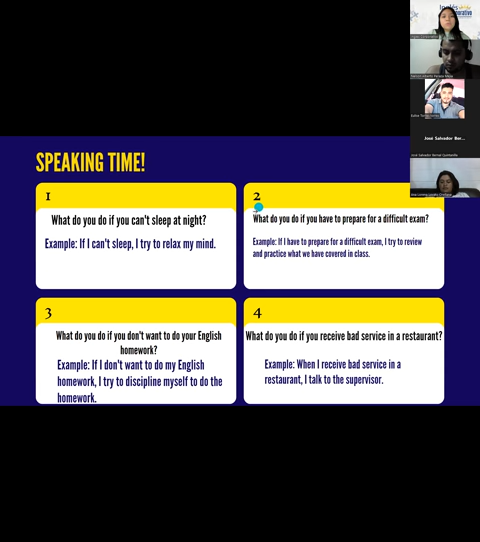 Inglés
SPEAKING TIME!
1
What do you do if you can't sleep at night?
Example: If I can't sleep, I try to relax my mind.
2
What do you do if you have to prepare for a difficult exam?
Example: If I have to prepare for a difficult exam, I try to review
and practice what we have covered in class.
3
What do you do if you don't want to do your English
homework?
Example: If I don't want to do my English
homework, I try to discipline myself to do the
homework.
4
What do you do if you receive bad service in a restaurant?
Example: When I receive bad service in a
restaurant, I talk to the supervisor.
José Salvador Ber...